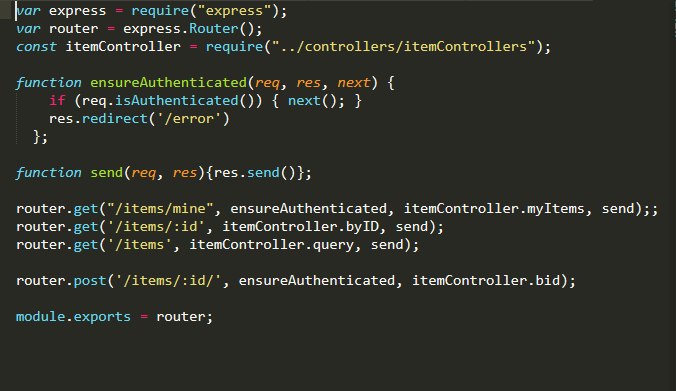 var express = require("express");
var router = express.Router();
const itemController = require("../controllers/itemControllers");
function ensureAuthenticated(req, res, next) {
if (req.isAuthenticated()) { next(); }
res.redirect('/error')
};
function send(req, res){res.send()};
router.get("/items/mine", ensureAuthenticated, itemController.myItems, send);;
router.get('/items/:id', itemController.byID, send);
router.get('/items', itemController.query, send);
router.post('/items/:id/', ensureAuthenticated, itemController.bid);
module.exports = router;